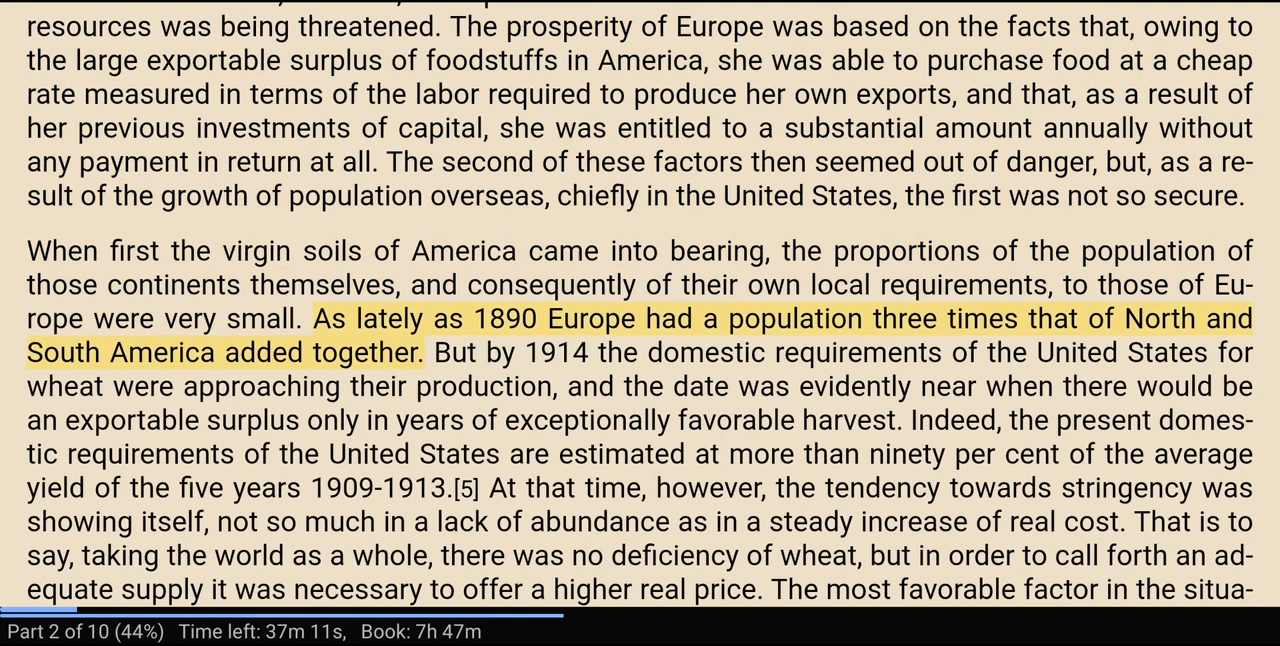 resources was being threatened. The prosperity of Europe was based on the facts that, owing to
the large exportable surplus of foodstuffs in America, she was able to purchase food at a cheap
rate measured in terms of the labor required to produce her own exports, and that, as a result of
her previous investments of capital, she was entitled to a substantial amount annually without
any payment in return at all. The second of these factors then seemed out of danger, but, as a re-
sult of the growth of population overseas, chiefly in the United States, the first was not so secure.
When first the virgin soils of America came into bearing, the proportions of the population of
those continents themselves, and consequently of their own local requirements, to those of Eu-
rope were very small. As lately as 1890 Europe had a population three times that of North and
South America added together. But by 1914 the domestic requirements of the United States for
wheat were approaching their production, and the date was evidently near when there would be
an exportable surplus only in years of exceptionally favorable harvest. Indeed, the present domes-
tic requirements of the United States are estimated at more than ninety per cent of the average
yield of the five years 1909-1913.[5] At that time, however, the tendency towards stringency was
showing itself, not so much in a lack of abundance as in a steady increase of real cost. That is to
say, taking the world as a whole, there was no deficiency of wheat, but in order to call forth an ad-
equate supply it was necessary to offer a higher real price. The most favorable factor in the situa-
Part 2 of 10 (44%) Time left: 37m 11s, Book: 7h 47m